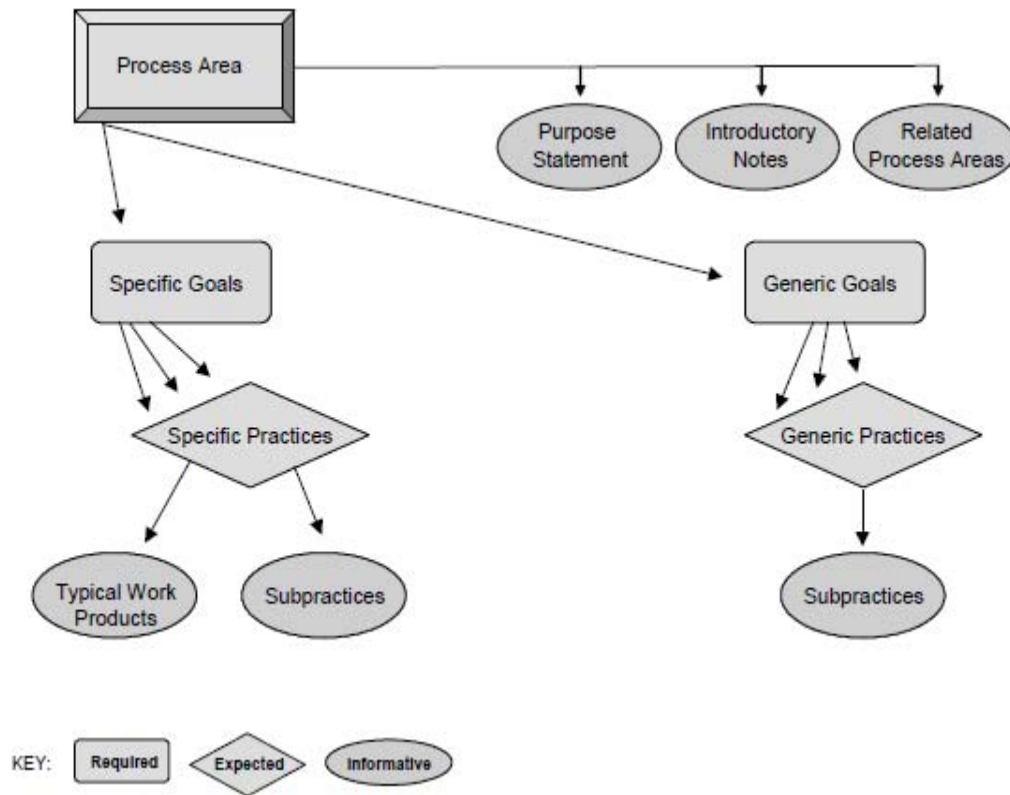 Process Area
Purpose
Statement
Introductory
Notes
Related
Process Areas
Specific Goals
Generic Goals
Specific Practices
Generic Practices
Typical Work
Products
Subpractices
Subpractices
KEY:
Required
Expected
Informative